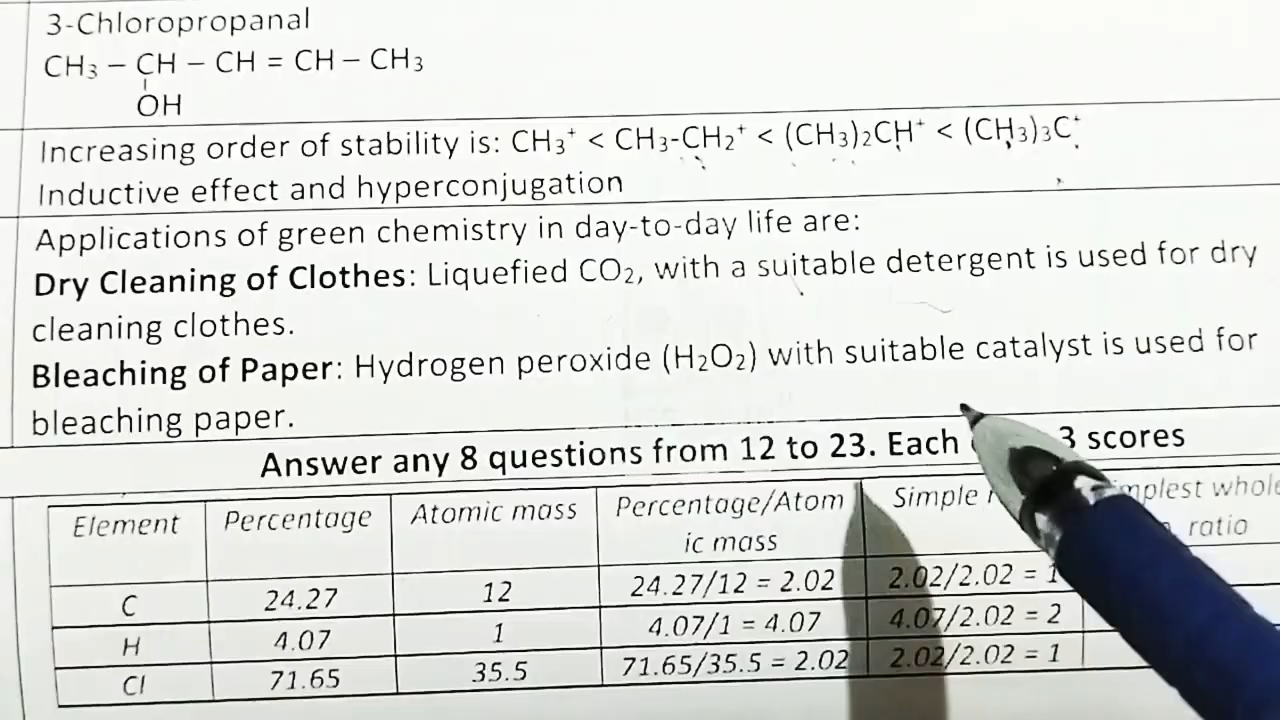 3-Chloropropanal
CH₃ – CH – CH = CH – CH₃
OH
Increasing order of stability is: CH₃⁺ < CH₃-CH₂⁺ < (CH₃)₂CH⁺ < (CH₃)₃C⁺
Inductive effect and hyperconjugation
Applications of green chemistry in day-to-day life are:
Dry Cleaning of Clothes: Liquefied CO₂, with a suitable detergent is used for dry
cleaning clothes.
Bleaching of Paper: Hydrogen peroxide (H₂O₂) with suitable catalyst is used for
bleaching paper.
Answer any 8 questions from 12 to 23. Each 3 scores
Element Percentage Atomic mass Percentage/Atom Simple whole
ic mass ratio
C 24.27 12 24.27/12 = 2.02 2.02/2.02 = 1
H 4.07 1 4.07/1 = 4.07 4.07/2.02 = 2
Cl 71.65 35.5 71.65/35.5 = 2.02 2.02/2.02 = 1